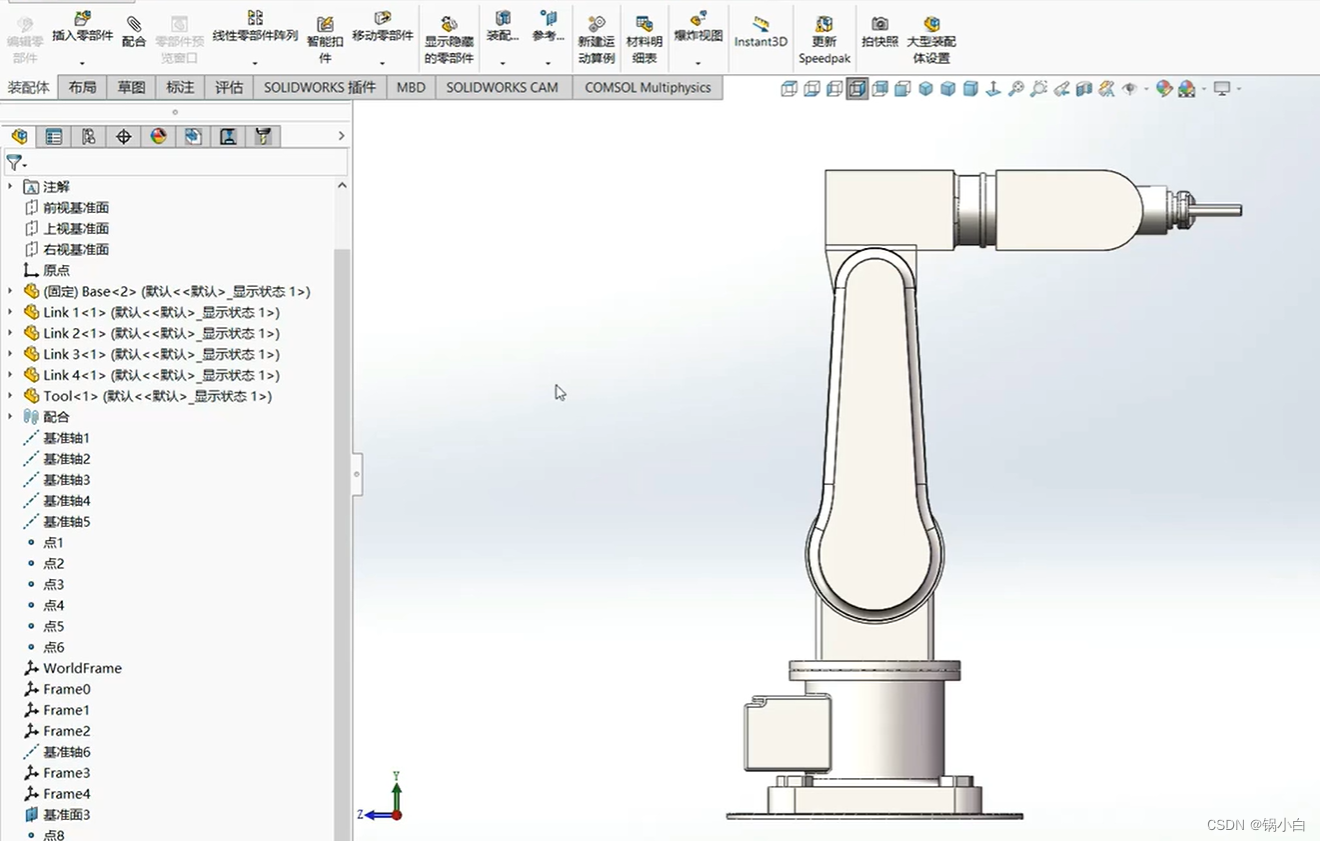 编辑零部件
插入零部件
配合
零部件预览窗口
线性零部件阵列
智能扣件
移动零部件
显示隐藏的零部件
装配...
参考...
新建运动算例
材料明细表
爆炸视图
Instant3D
更新Speedpak
拍快照
大型装配体设置
装配体 布局 草图 标注 评估 SOLIDWORKS 插件 MBD SOLIDWORKS CAM COMSOL Multiphysics
注解
前视基准面
上视基准面
右视基准面
原点
(固定) Base<2> (默认<<默认>_显示状态 1>)
Link 1<1> (默认<<默认>_显示状态 1>)
Link 2<1> (默认<<默认>_显示状态 1>)
Link 3<1> (默认<<默认>_显示状态 1>)
Link 4<1> (默认<<默认>_显示状态 1>)
Tool<1> (默认<<默认>_显示状态 1>)
配合
基准轴1
基准轴2
基准轴3
基准轴4
基准轴5
点1
点2
点3
点4
点5
点6
WorldFrame
Frame0
Frame1
Frame2
基准轴6
Frame3
Frame4
基准面3
点8
Y
Z
CSDN @锅小白